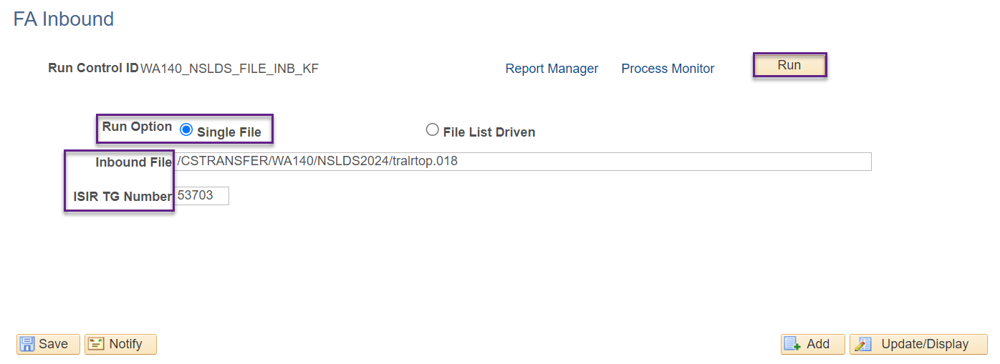 FA Inbound
Run Control ID WA140_NSLDS_FILE_INB_KF Report Manager Process Monitor Run
Run Option Single File File List Driven
Inbound File /CSTRANSFER/WA140/NSLDS2024/tralrtop.018
ISIR TG Number 53703
Save Notify Add Update/Display